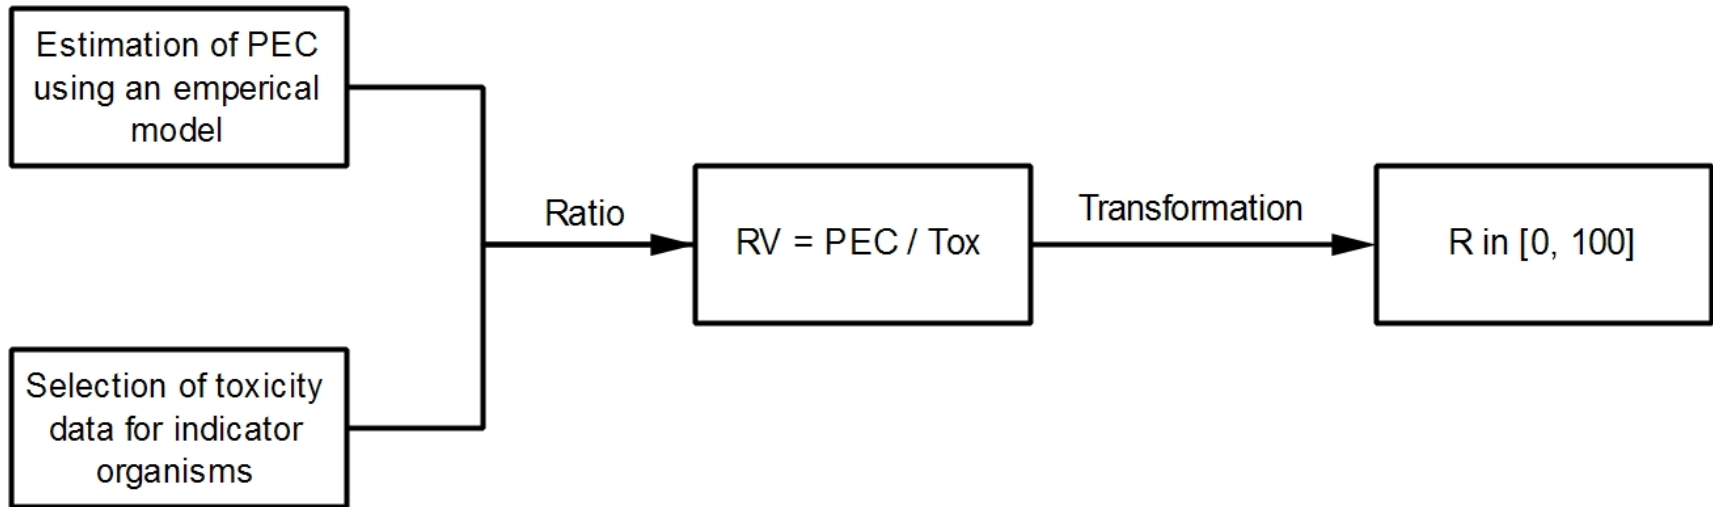 Estimation of PEC
using an emperical
model
Selection of toxicity
data for indicator
organisms
Ratio
RV = PEC / Tox
Transformation
R in [0, 100]